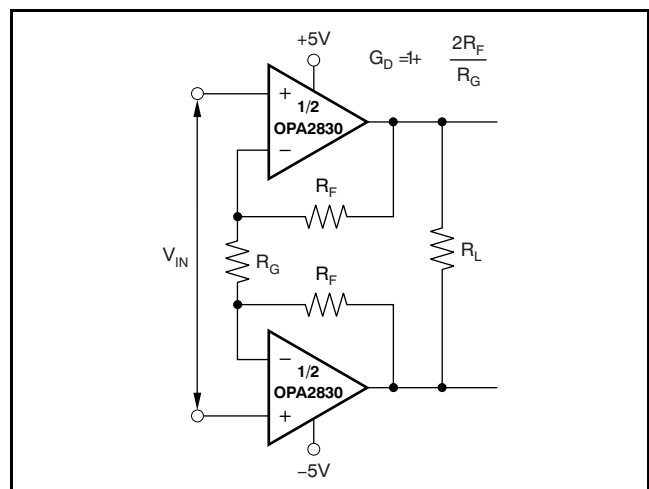 +5V
G_D =1+ 2R_F
R_G
+
1/2
OPA2830
−
R_F
V_IN
R_G
R_L
R_F
−
1/2
OPA2830
+
−5V